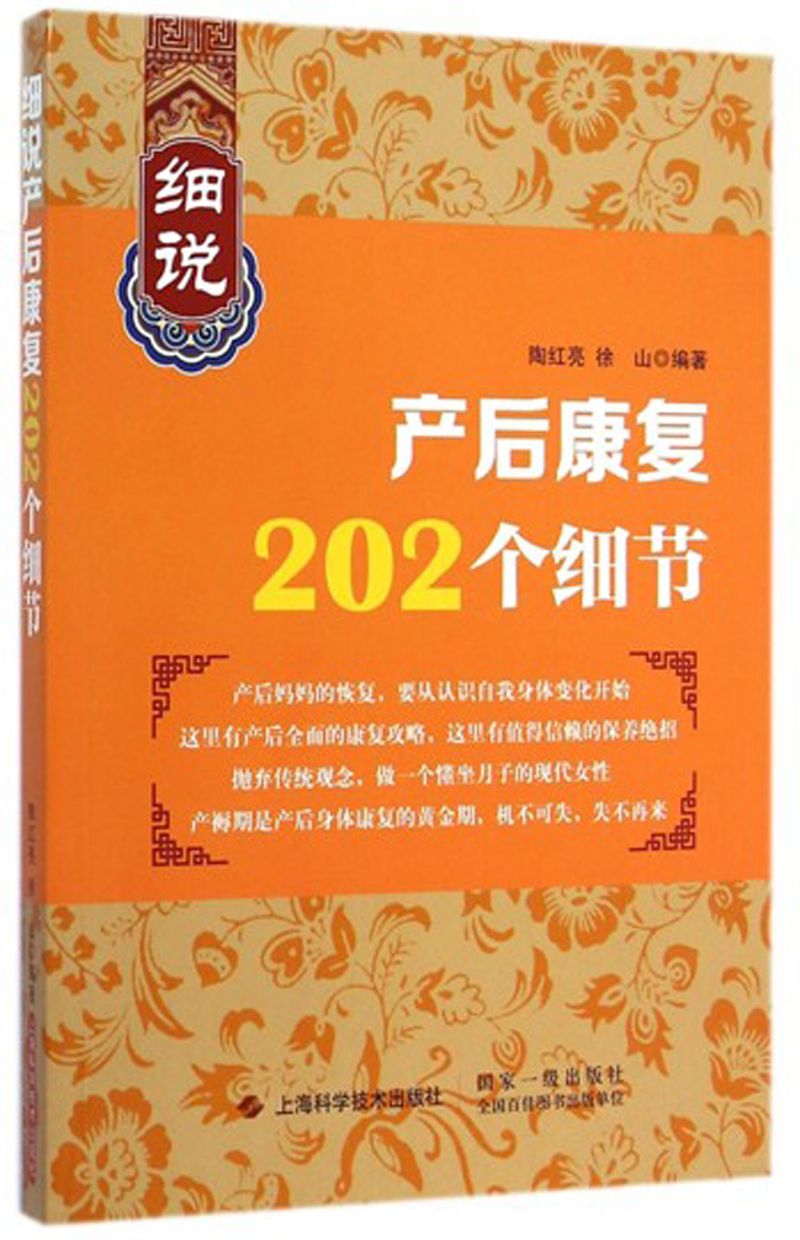 细说产后康复202个细节
细
说
陶红亮 徐 山◎编著
产后康复
202个细节
产后妈妈的恢复，要从认识自我身体变化开始
这里有产后全面的康复攻略，这里有值得信赖的保养绝招
抛弃传统观念，做一个懂坐月子的现代女性
产褥期是产后身体康复的黄金期，机不可失，失不再来
上海科学技术出版社
国家一级出版社
全国百佳图书出版单位